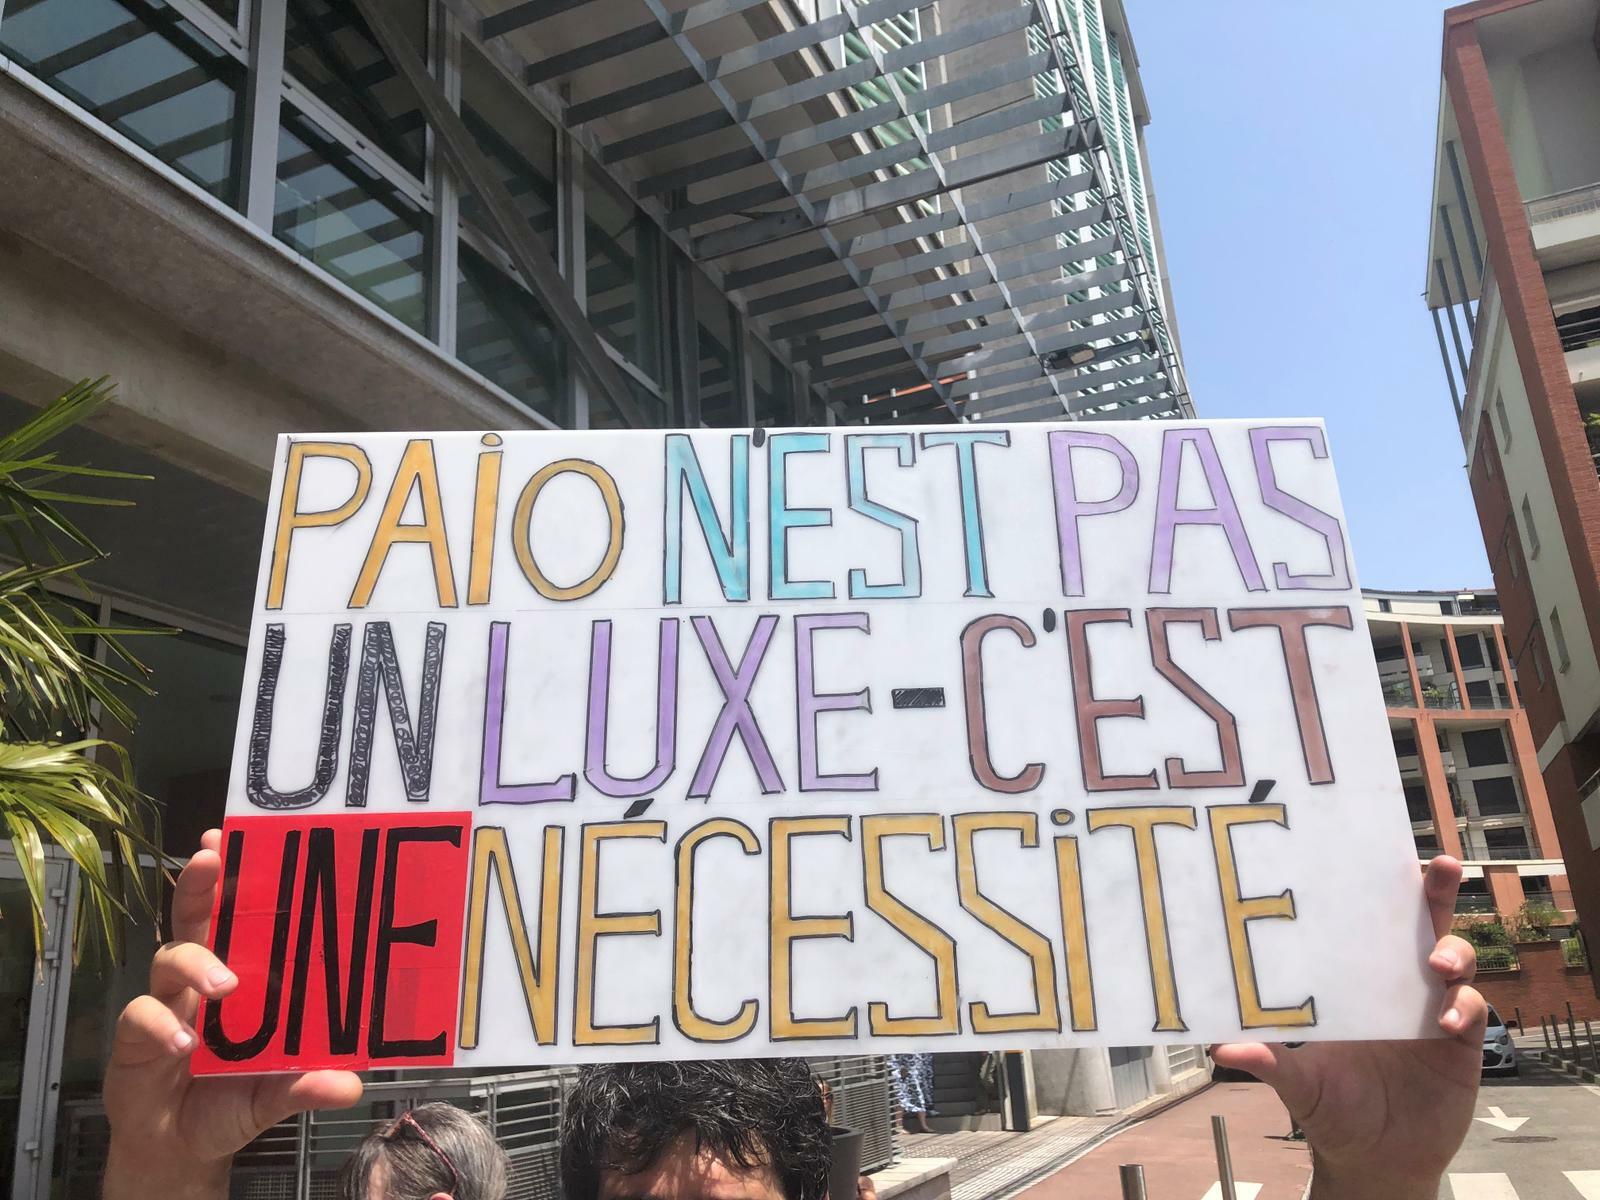 PAiO N'EST PAS
UN LUXE-C'EST
UNE NÉCESSiTÉ